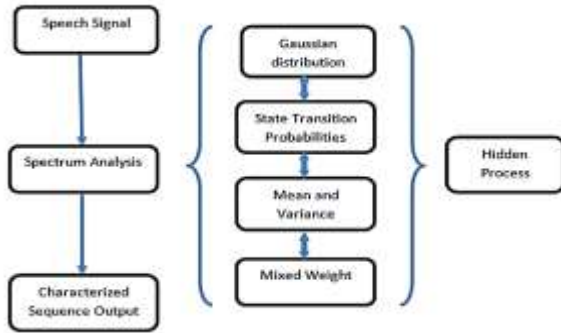 Speech Signal
Spectrum Analysis
Characterized
Sequence Output
Gaussian
distribution
State Transition
Probabilities
Mean and
Variance
Mixed Weight
Hidden
Process